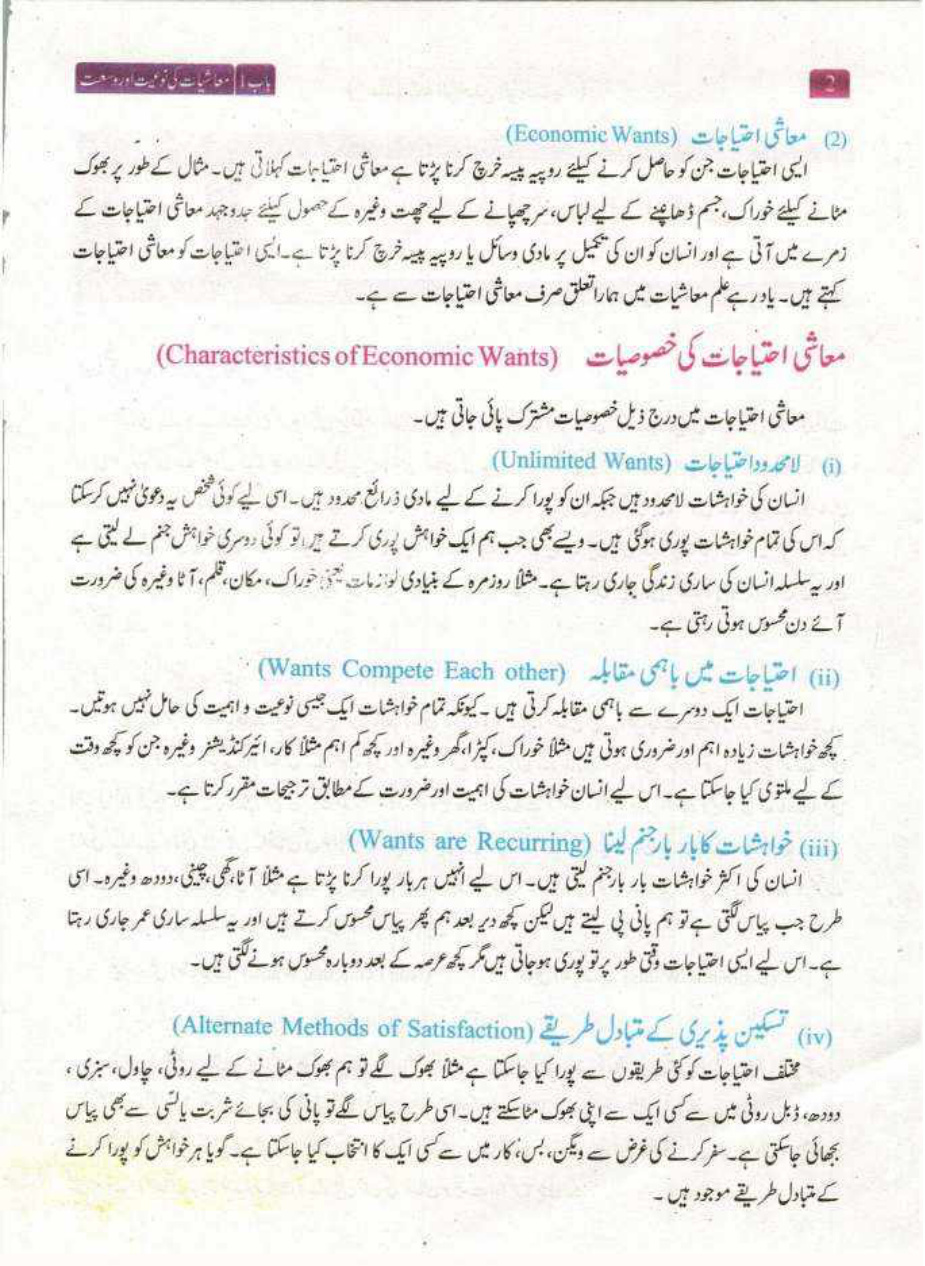 باب 1 معاشیات کی نوعیت اور وسعت
2
(2) معاشی احتیاجات (Economic Wants)
ایسی احتیاجات جن کو حاصل کرنے کیلئے روپیہ پیسہ خرچ کرنا پڑتا ہے معاشی احتیاجات کہلاتی ہیں۔ مثال کے طور پر بھوک
مٹانے کیلئے خوراک، جسم ڈھانپنے کے لیے لباس، سر چھپانے کے لیے چھت وغیرہ کے حصول کیلئے جدوجہد معاشی احتیاجات کے
زمرے میں آتی ہے اور انسان کو ان کی تکمیل پر مادی وسائل یا روپیہ پیسہ خرچ کرنا پڑتا ہے۔ ایسی احتیاجات کو معاشی احتیاجات
کہتے ہیں۔ یاد رہے علم معاشیات میں ہمارا تعلق صرف معاشی احتیاجات سے ہے۔
معاشی احتیاجات کی خصوصیات (Characteristics of Economic Wants)
معاشی احتیاجات میں درج ذیل خصوصیات مشترک پائی جاتی ہیں۔
(i) لامحدود احتیاجات (Unlimited Wants)
انسان کی خواہشات لامحدود ہیں جبکہ ان کو پورا کرنے کے لیے مادی ذرائع محدود ہیں۔ اسی لیے کوئی شخص یہ دعویٰ نہیں کرسکتا
کہ اس کی تمام خواہشات پوری ہوگئی ہیں۔ ویسے بھی جب ہم ایک خواہش پوری کرتے ہیں تو کوئی دوسری خواہش جنم لے لیتی ہے
اور یہ سلسلہ انسان کی ساری زندگی جاری رہتا ہے۔ مثلاً روزمرہ کے بنیادی لوازمات یعنی خوراک، مکان، قلم، آٹا وغیرہ کی ضرورت
آئے دن محسوس ہوتی رہتی ہے۔
(ii) احتیاجات میں باہمی مقابلہ (Wants Compete Each other)
احتیاجات ایک دوسرے سے باہمی مقابلہ کرتی ہیں ۔ کیونکہ تمام خواہشات ایک جیسی نوعیت و اہمیت کی حامل نہیں ہوتیں۔
کچھ خواہشات زیادہ اہم اور ضروری ہوتی ہیں مثلاً خوراک، کپڑا، گھر وغیرہ اور کچھ کم اہم مثلاً کار، ائیرکنڈیشنر وغیرہ جن کو کچھ وقت
کے لیے ملتوی کیا جاسکتا ہے۔ اس لیے انسان خواہشات کی اہمیت اور ضرورت کے مطابق ترجیحات مقرر کرتا ہے۔
(iii) خواہشات کا بار بار جنم لینا (Wants are Recurring)
انسان کی اکثر خواہشات بار بار جنم لیتی ہیں۔ اس لیے انہیں ہر بار پورا کرنا پڑتا ہے مثلاً آٹا، گھی، چینی، دودھ وغیرہ۔ اسی
طرح جب پیاس لگتی ہے تو ہم پانی پی لیتے ہیں لیکن کچھ دیر بعد ہم پھر پیاس محسوس کرتے ہیں اور یہ سلسلہ ساری عمر جاری رہتا
ہے۔ اس لیے ایسی احتیاجات وقتی طور پر تو پوری ہوجاتی ہیں مگر کچھ عرصہ کے بعد دوبارہ محسوس ہونے لگتی ہیں۔
(iv) تسکین پذیری کے متبادل طریقے (Alternate Methods of Satisfaction)
مختلف احتیاجات کو کئی طریقوں سے پورا کیا جاسکتا ہے مثلاً بھوک لگے تو ہم بھوک مٹانے کے لیے روٹی، چاول، سبزی ،
دودھ، ڈبل روٹی میں سے کسی ایک سے اپنی بھوک مٹاسکتے ہیں۔ اسی طرح پیاس لگے تو پانی کی بجائے شربت یا لسّی سے بھی پیاس
بجھائی جاسکتی ہے۔ سفر کرنے کی غرض سے ویگن، بس، کار میں سے کسی ایک کا انتخاب کیا جاسکتا ہے۔ گویا ہر خواہش کو پورا کرنے
کے متبادل طریقے موجود ہیں ۔